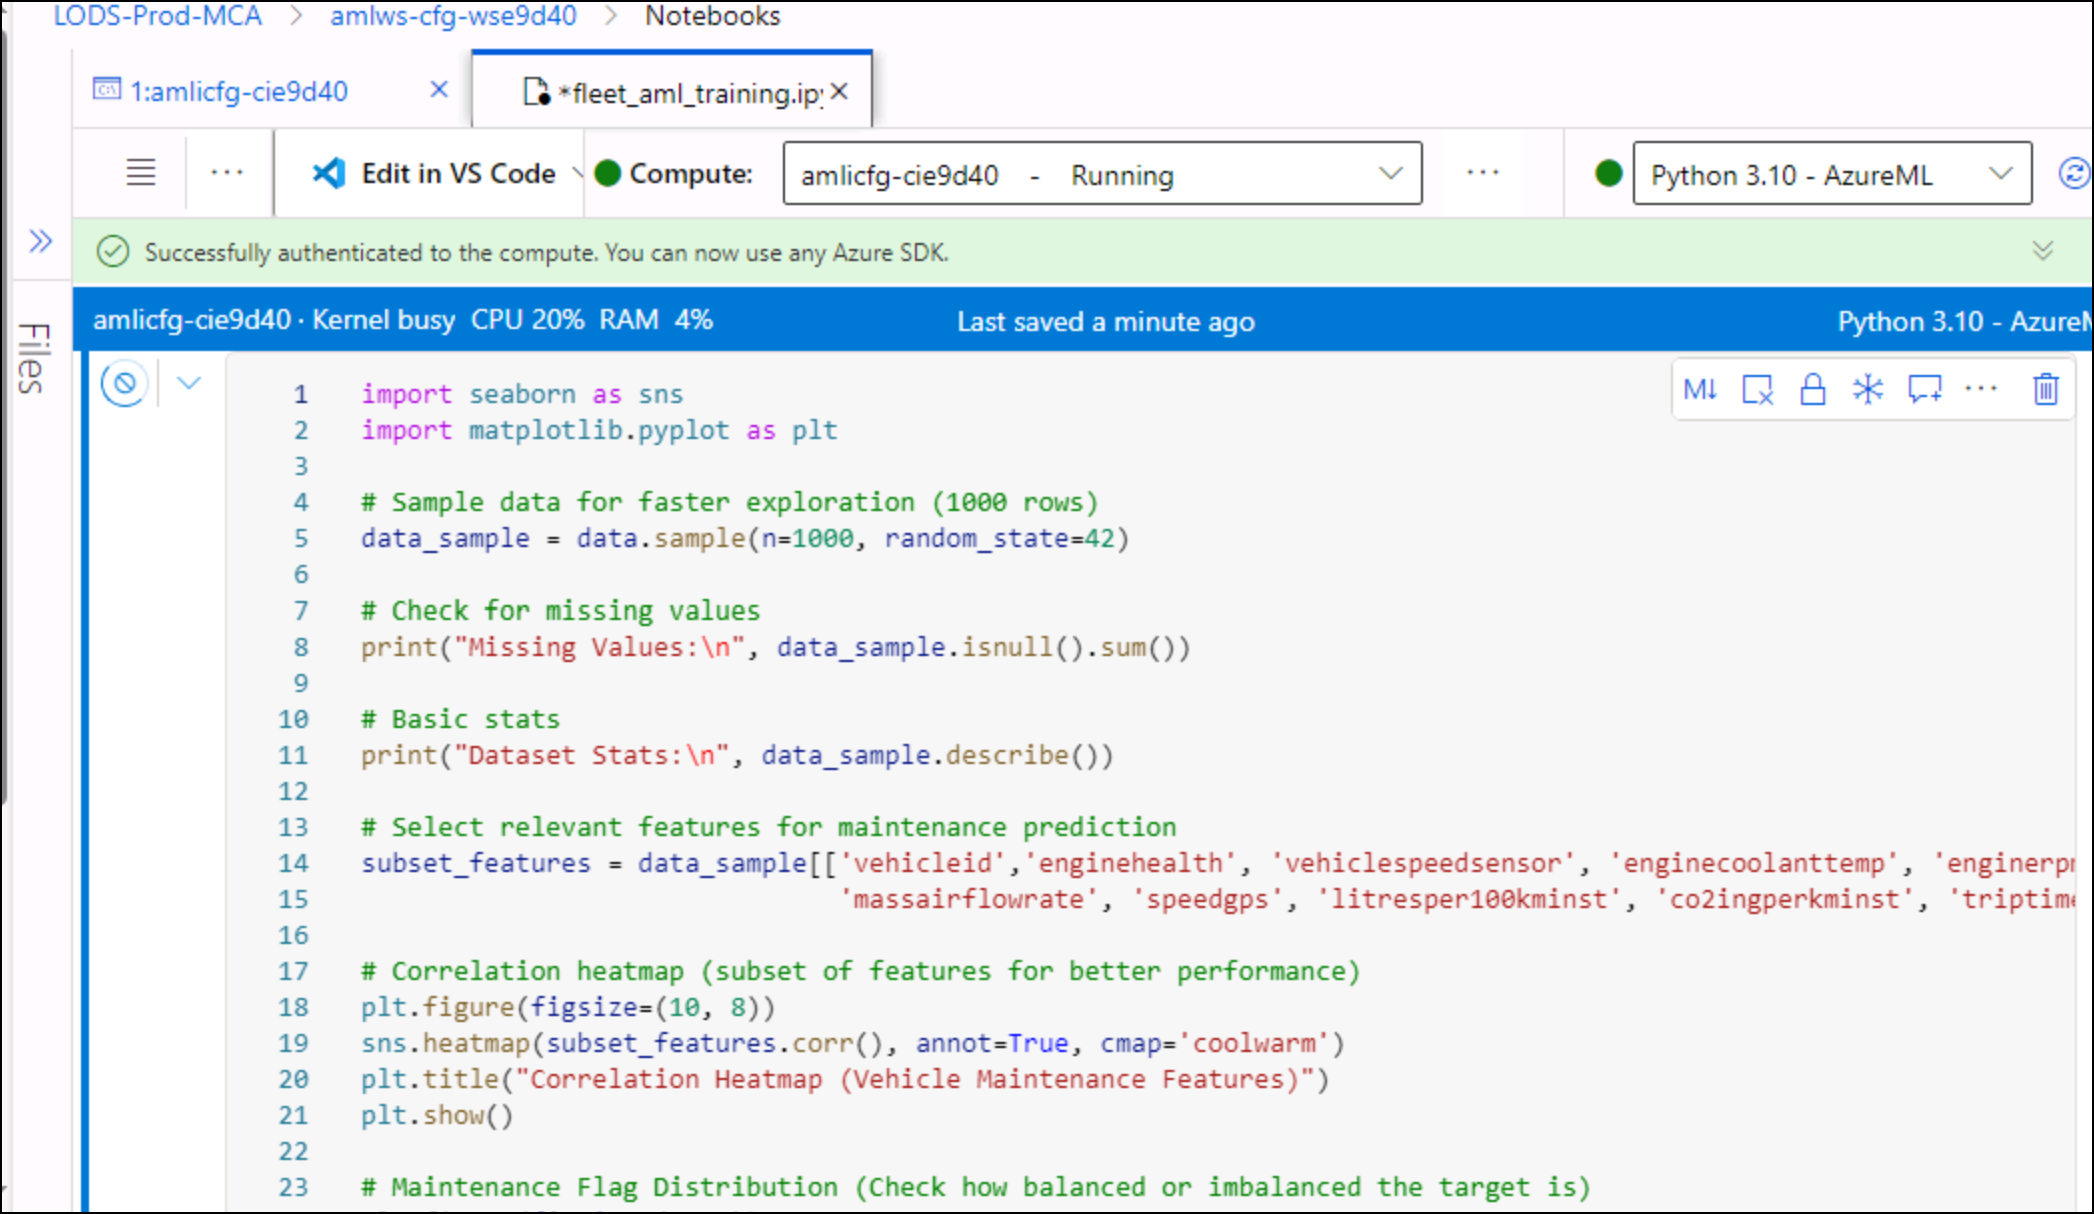 LODS-Prod-MCA > amlws-cfg-wse9d40 > Notebooks
1:amlicfg-cie9d40 *fleet_aml_training.ipy
Edit in VS Code Compute: amlicfg-cie9d40 - Running Python 3.10 - AzureML
Successfully authenticated to the compute. You can now use any Azure SDK.
amlicfg-cie9d40 · Kernel busy CPU 20% RAM 4% Last saved a minute ago Python 3.10 - AzureM
Files
M↓
1 import seaborn as sns
2 import matplotlib.pyplot as plt
3
4 # Sample data for faster exploration (1000 rows)
5 data_sample = data.sample(n=1000, random_state=42)
6
7 # Check for missing values
8 print("Missing Values:\n", data_sample.isnull().sum())
9
10 # Basic stats
11 print("Dataset Stats:\n", data_sample.describe())
12
13 # Select relevant features for maintenance prediction
14 subset_features = data_sample[['vehicleid','enginehealth', 'vehiclespeedsensor', 'enginecoolanttemp', 'enginerpm
15 'massairflowrate', 'speedgps', 'litresper100kminst', 'co2ingperkminst', 'triptime
16
17 # Correlation heatmap (subset of features for better performance)
18 plt.figure(figsize=(10, 8))
19 sns.heatmap(subset_features.corr(), annot=True, cmap='coolwarm')
20 plt.title("Correlation Heatmap (Vehicle Maintenance Features)")
21 plt.show()
22
23 # Maintenance Flag Distribution (Check how balanced or imbalanced the target is)